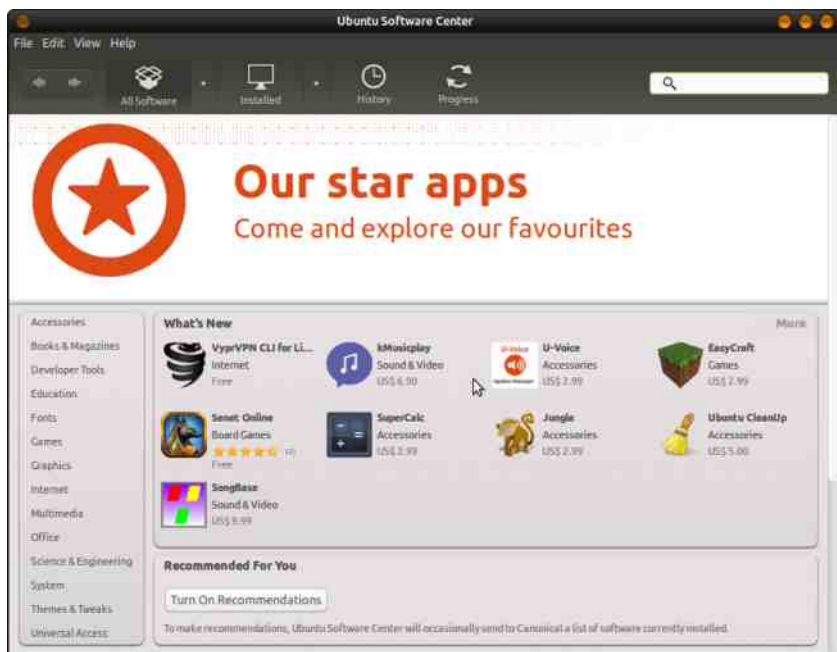 Ubuntu Software Center
File Edit View Help
All Software
Installed
History
Progress
Our star apps
Come and explore our favourites
Accessories
Books & Magazines
Developer Tools
Education
Fonts
Games
Graphics
Internet
Multimedia
Office
Science & Engineering
System
Themes & Tweaks
Universal Access
What's New
More
VyprVPN CLI for Li...
Internet
Free
kMusicplay
Sound & Video
US$ 6.90
U-Voice
U-Voice
Accessories
US$ 2.99
EasyCraft
Games
US$ 2.99
Senet Online
Board Games
Free
SuperCalc
Accessories
US$ 2.99
Jungle
Accessories
US$ 2.99
Ubuntu CleanUp
Accessories
US$ 5.00
SongBase
Sound & Video
US$ 9.99
Recommended For You
Turn On Recommendations
To make recommendations, Ubuntu Software Center will occasionally send to Canonical a list of software currently installed.